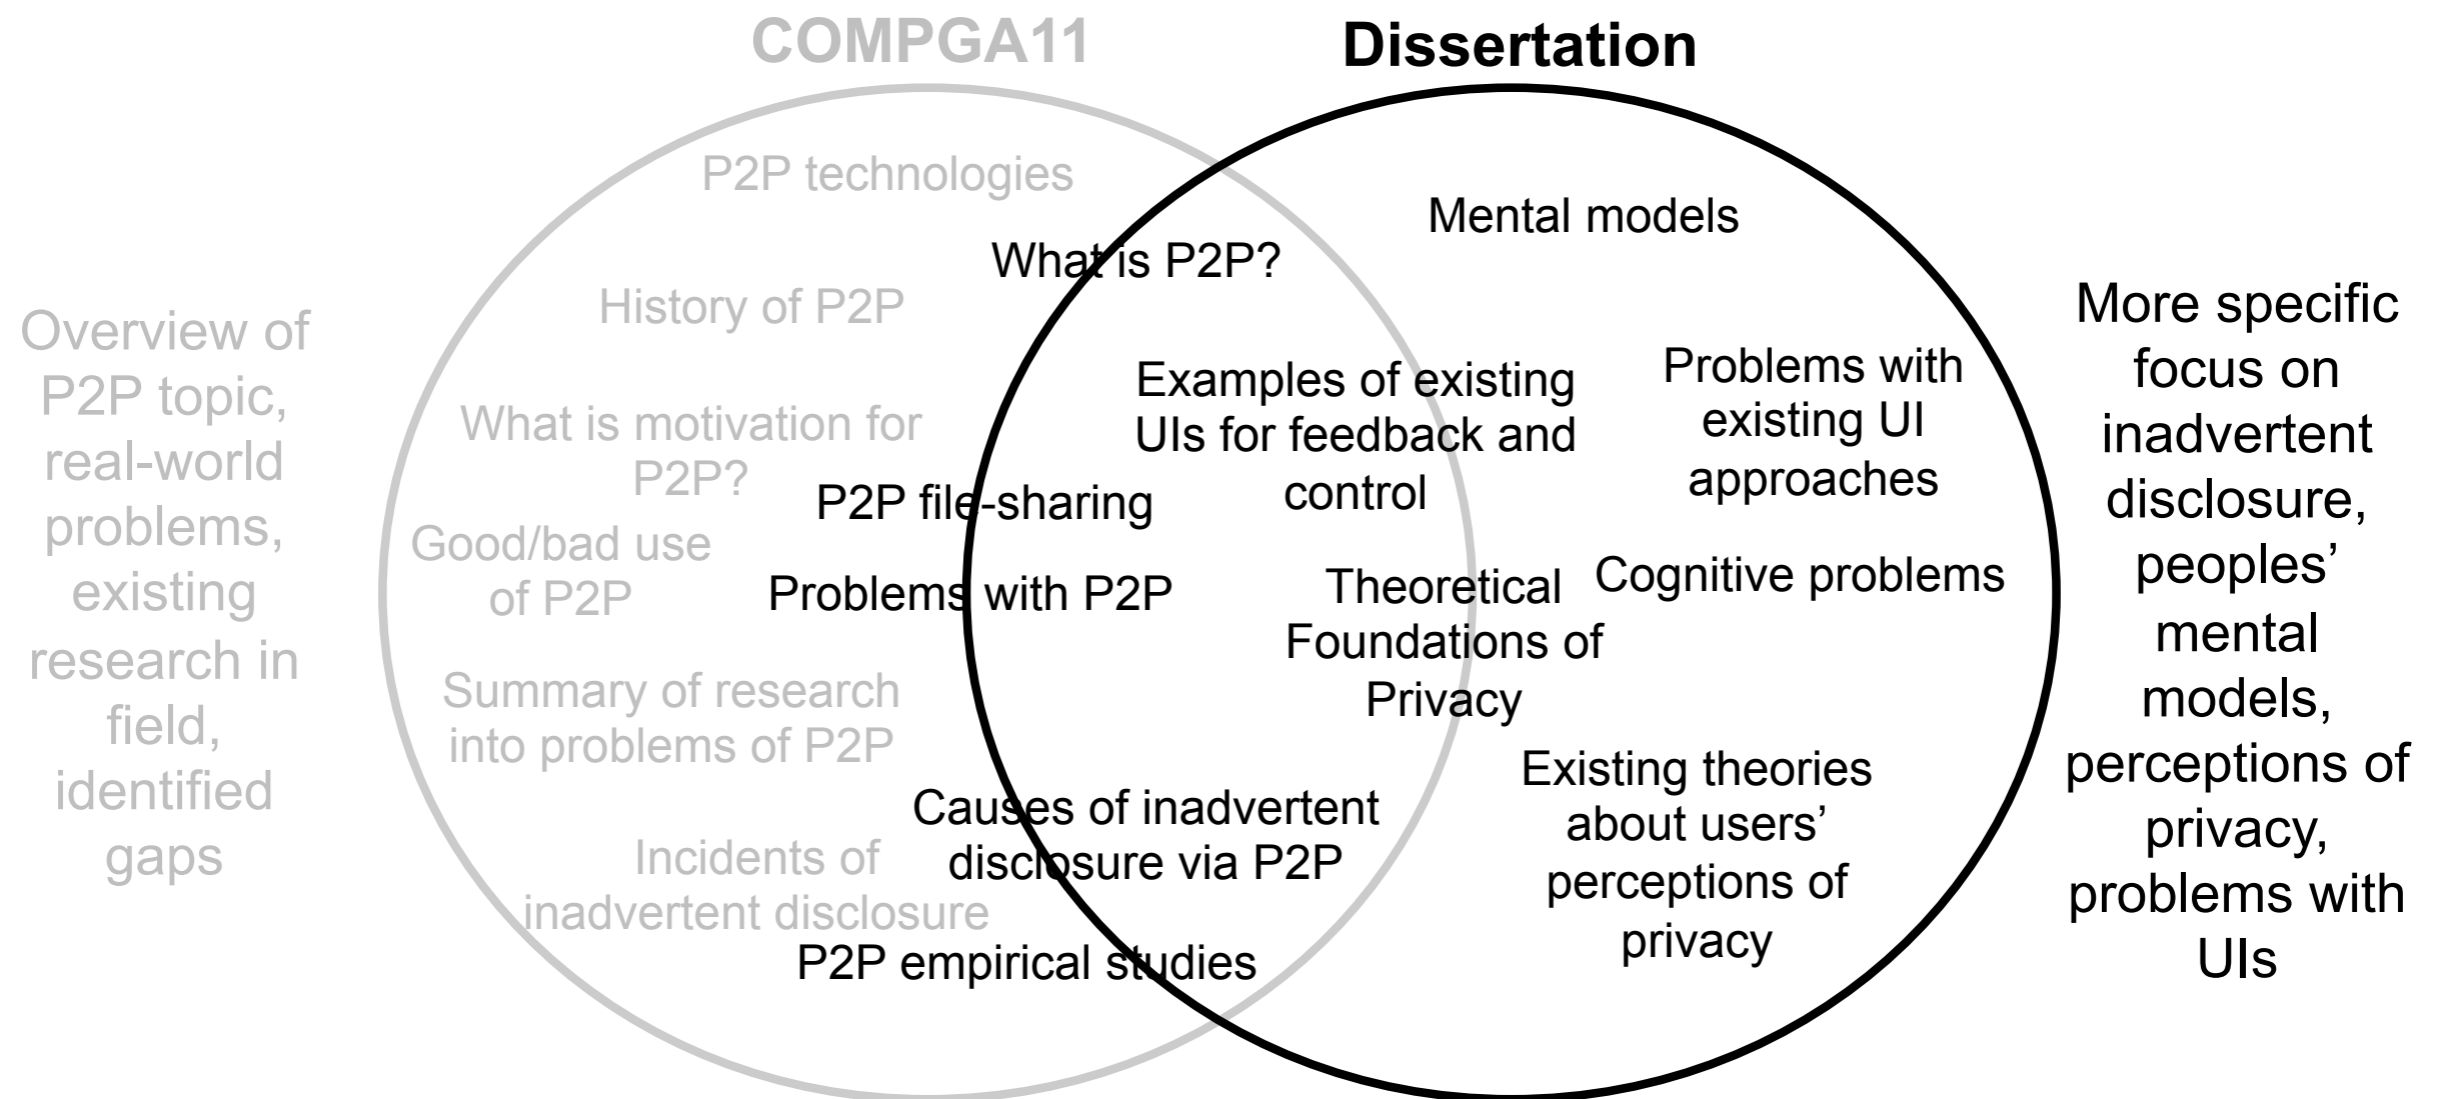 COMPGA11
Dissertation
Overview of
P2P topic,
real-world
problems,
existing
research in
field,
identified
gaps
P2P technologies
History of P2P
What is motivation for
P2P?
Good/bad use
of P2P
Summary of research
into problems of P2P
Incidents of
inadvertent disclosure
What is P2P?
P2P file-sharing
Problems with P2P
Causes of inadvertent
disclosure via P2P
P2P empirical studies
Examples of existing
UIs for feedback and
control
Theoretical
Foundations of
Privacy
Mental models
Problems with
existing UI
approaches
Cognitive problems
Existing theories
about users’
perceptions of
privacy
More specific
focus on
inadvertent
disclosure,
peoples’
mental
models,
perceptions of
privacy,
problems with
UIs